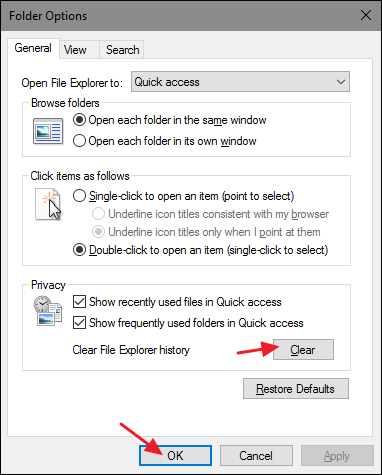 Folder Options
General View Search
Open File Explorer to: Quick access
Browse folders
Open each folder in the same window
Open each folder in its own window
Click items as follows
Single-click to open an item (point to select)
Underline icon titles consistent with my browser
Underline icon titles only when I point at them
Double-click to open an item (single-click to select)
Privacy
Show recently used files in Quick access
Show frequently used folders in Quick access
Clear File Explorer history Clear
Restore Defaults
OK Cancel Apply